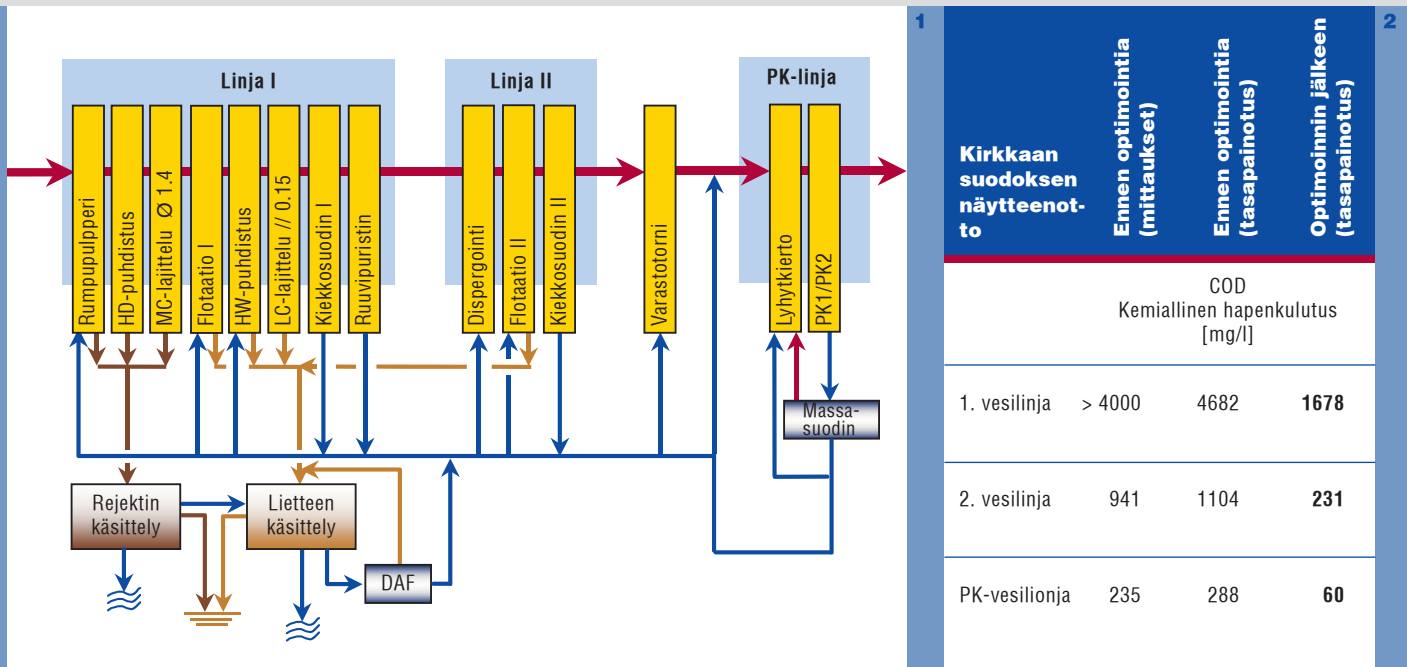 Linja I
Linja II
PK-linja
Rumpupulpperi
HD-puhdistus
MC-lajittelu Ø 1.4
Flotaatio I
HW-puhdistus
LC-lajittelu // 0.15
Kiekkosuodin I
Ruuvipuristin
Dispergointi
Flotaatio II
Kiekkosuodin II
Varastotorni
Lyhytkierto
PK1/PK2
Massa-
suodin
Rejektin
käsittely
Lietteen
käsittely
DAF
1
Kirkkaan
suodoksen
näytteenot-
to
Ennen optimointia
(mittaukset)
Ennen optimointia
(tasapainotus)
Optimoinnin jälkeen
(tasapainotus)
2
COD
Kemiallinen hapenkulutus
[mg/l]
1. vesilinja > 4000 4682 1678
2. vesilinja 941 1104 231
PK-vesilionja 235 288 60